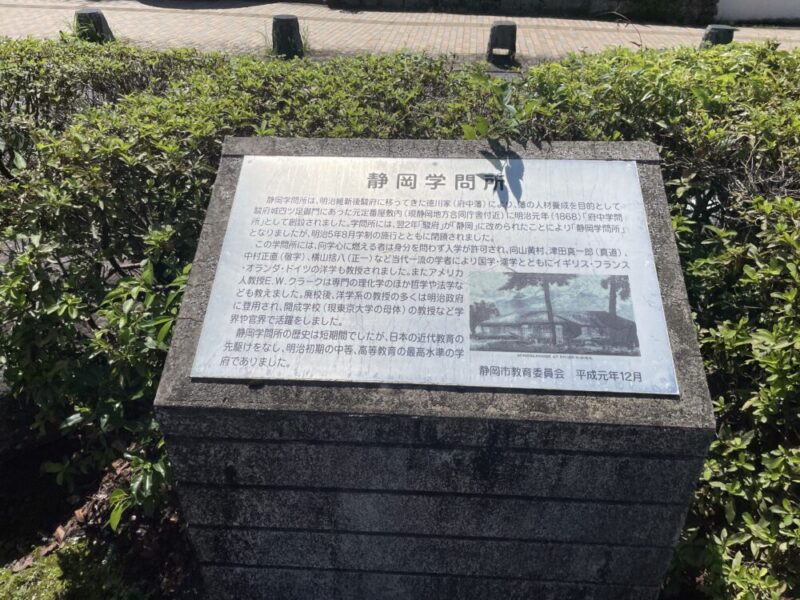 静岡学問所
静岡学問所は、明治維新後駿府に移ってきた徳川家（府中藩）により、藩の人材養成を目的として
駿府城四ツ足御門にあった元定番屋敷内（現静岡地方合同庁舎付近）に明治元年（1868）「府中学問
所」として創設されました。学問所には、翌2年「駿府」が「静岡」に改められたことにより「静岡学問所」
となりましたが、明治5年8月学制の施行とともに閉鎖されました。
この学問所には、向学心に燃える者は身分を問わず入学が許可され、向山黄村、津田真一郎（真道）、
中村正直（敬宇）、横山捨八（正一）など当代一流の学者により国学・漢学とともにイギリス・フランス
・オランダ・ドイツの洋学も教授されました。またアメリカ
人教授E.W.クラークは専門の理化学のほか哲学や法学な
ども教えました。廃校後、洋学系の教授の多くは明治政府
に登用され、開成学校（現東京大学の母体）の教授など学
界や官界で活躍をしました。
静岡学問所の歴史は短期間でしたが、日本の近代教育の
先駆けをなし、明治初期の中等、高等教育の最高水準の学
府でありました。
静岡市教育委員会　平成元年12月